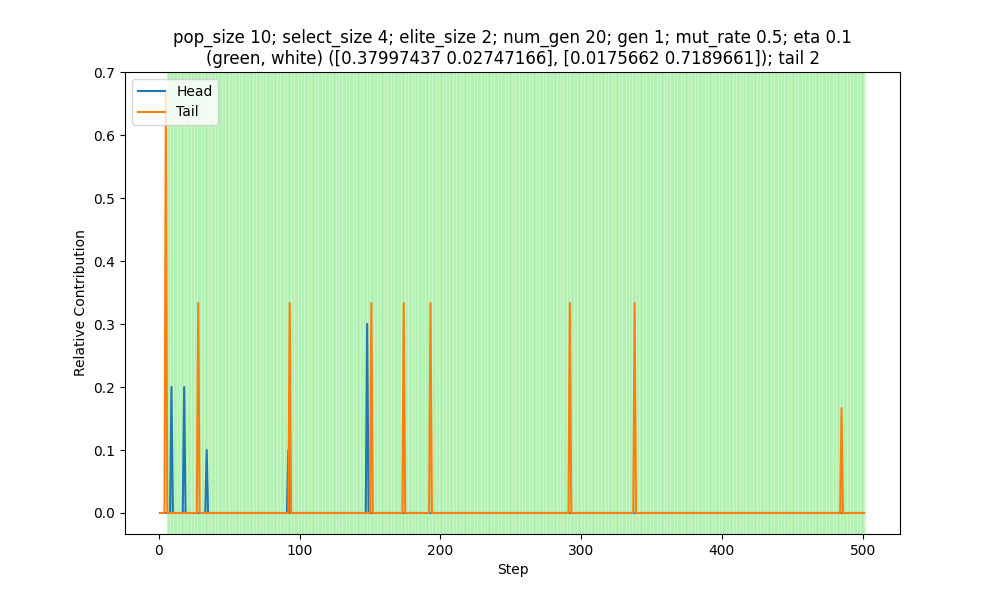 pop_size 10; select_size 4; elite_size 2; num_gen 20; gen 1; mut_rate 0.5; eta 0.1
(green, white) ([0.37997437 0.02747166], [0.0175662 0.7189661]); tail 2
Head
Tail
0.7
0.6
0.5
0.4
0.3
0.2
0.1
0.0
Relative Contribution
0
100
200
300
400
500
Step